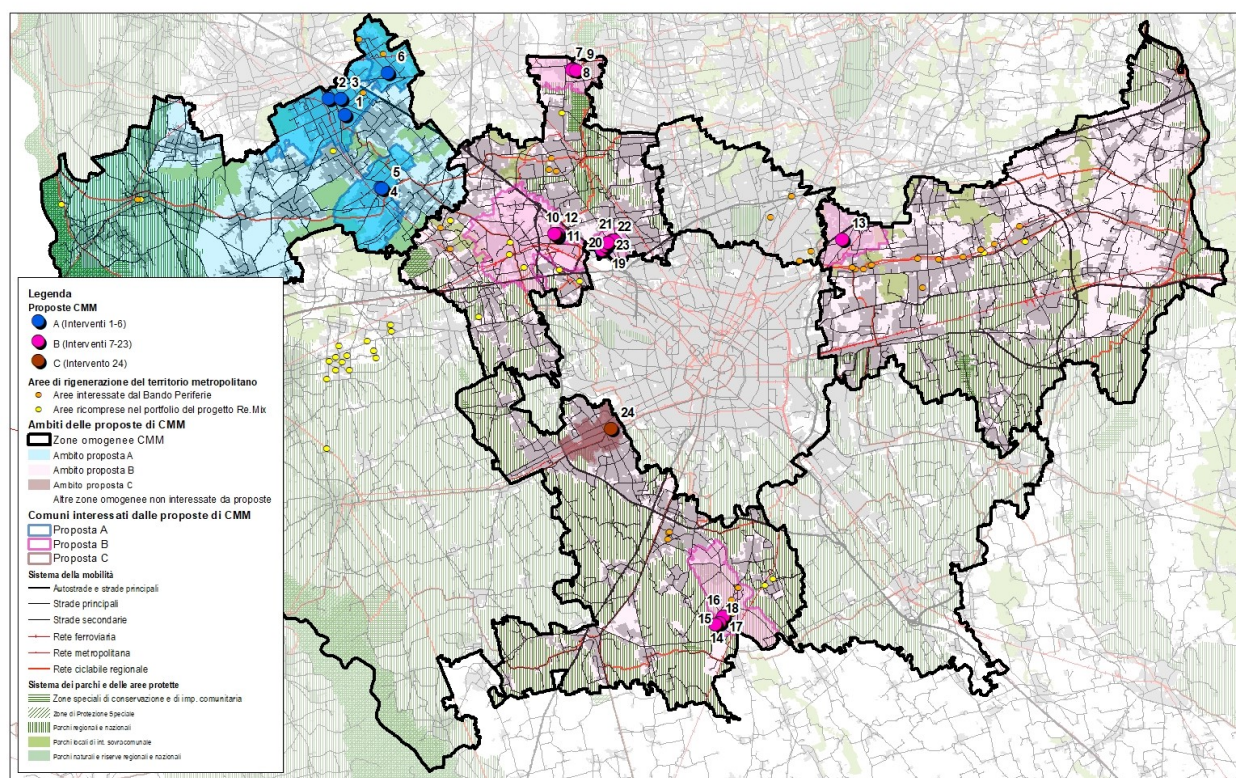 6
7 9
8
2-3
1
5
4
10 12
11
21 22
20 23
19
13
24
16
18
15
17
14
Legenda
Proposte CMM
A (Interventi 1-6)
B (Interventi 7-23)
C (Intervento 24)
Aree di rigenerazione del territorio metropolitano
Aree interessate dal Bando Periferie
Aree ricomprese nel portfolio del progetto Re.Mix
Ambiti delle proposte di CMM
Zone omogenee CMM
Ambito proposta A
Ambito proposta B
Ambito proposta C
Altre zone omogenee non interessate da proposte
Comuni interessati dalle proposte di CMM
Proposta A
Proposta B
Proposta C
Sistema della mobilità
Autostrade e strade principali
Strade principali
Strade secondarie
Rete ferroviaria
Rete metropolitana
Rete ciclabile regionale
Sistema dei parchi e delle aree protette
Zone speciali di conservazione e di imp. comunitaria
Zone di Protezione Speciale
Parchi regionali e nazionali
Parchi locali di int. sovracomunale
Parchi naturali e riserve regionali e nazionali